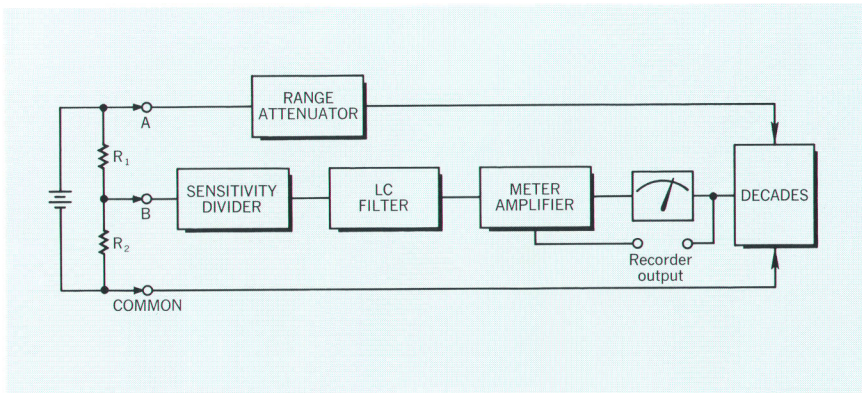 RANGE
ATTENUATOR
A
R₁
SENSITIVITY
DIVIDER
LC
FILTER
METER
AMPLIFIER
DECADES
B
R₂
Recorder
output
COMMON